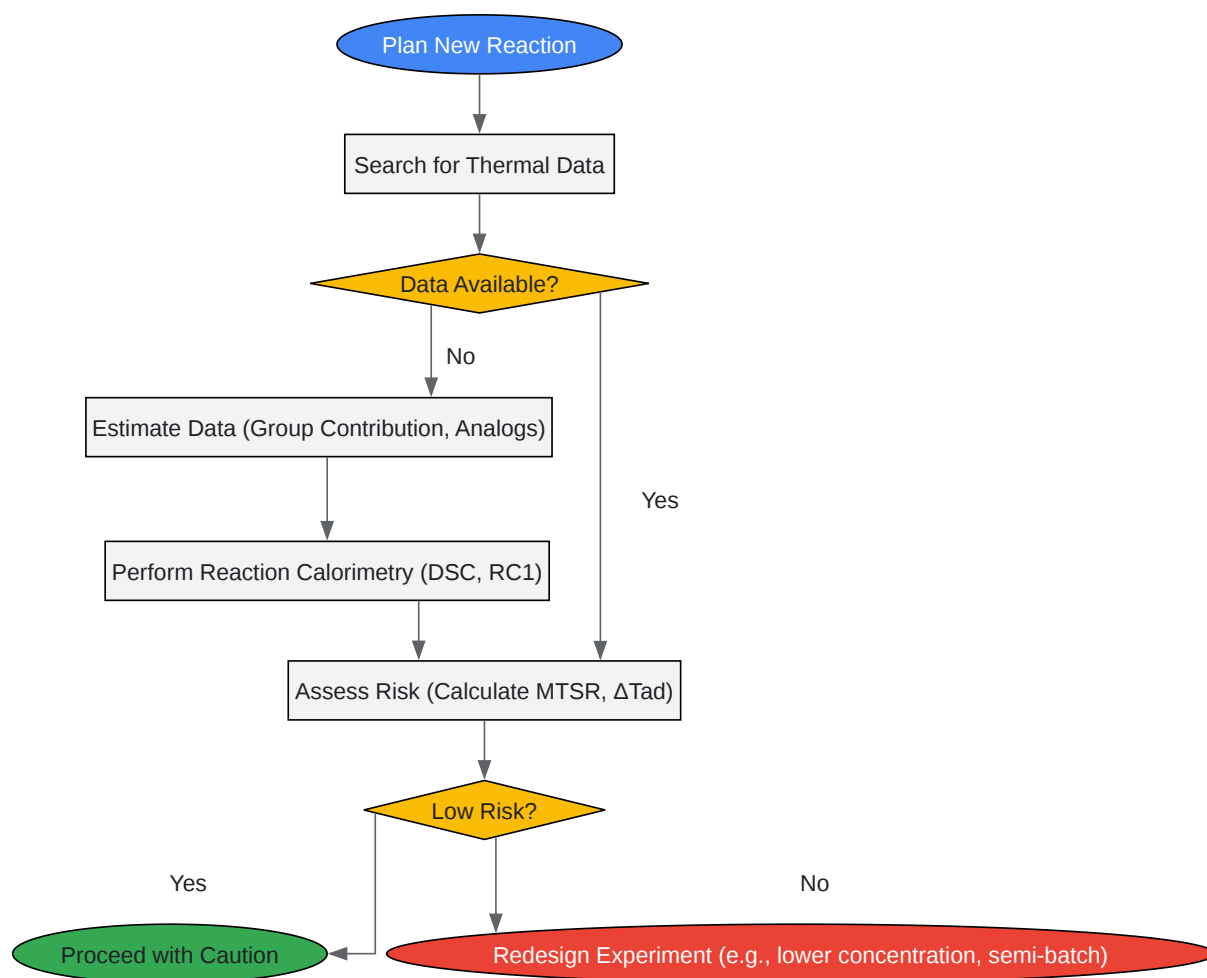 Plan New Reaction
Search for Thermal Data
Data Available?
No
Estimate Data (Group Contribution, Analogs)
Yes
Perform Reaction Calorimetry (DSC, RC1)
Assess Risk (Calculate MTSR, ΔTad)
Low Risk?
Yes
No
Proceed with Caution
Redesign Experiment (e.g., lower concentration, semi-batch)